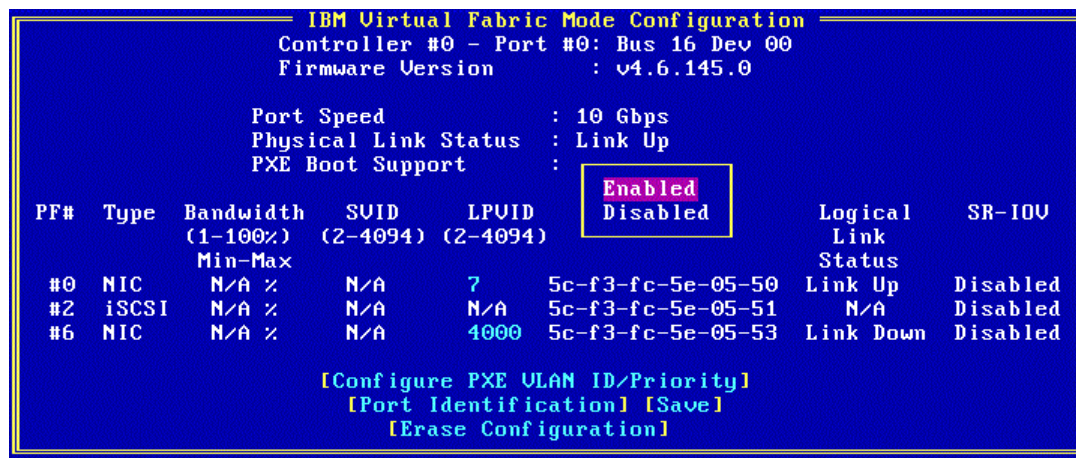 IBM Virtual Fabric Mode Configuration
Controller #0 - Port #0: Bus 16 Dev 00
Firmware Version : v4.6.145.0
Port Speed : 10 Gbps
Physical Link Status : Link Up
PXE Boot Support :
Enabled
PF# Type Bandwidth SVID LPVID Disabled Logical SR-IOV
(1-100%) (2-4094) (2-4094) Link
Min-Max Status
#0 NIC N/A % N/A 7 5c-f3-fc-5e-05-50 Link Up Disabled
#2 iSCSI N/A % N/A N/A 5c-f3-fc-5e-05-51 N/A Disabled
#6 NIC N/A % N/A 4000 5c-f3-fc-5e-05-53 Link Down Disabled
[Configure PXE VLAN ID/Priority]
[Port Identification] [Save]
[Erase Configuration]